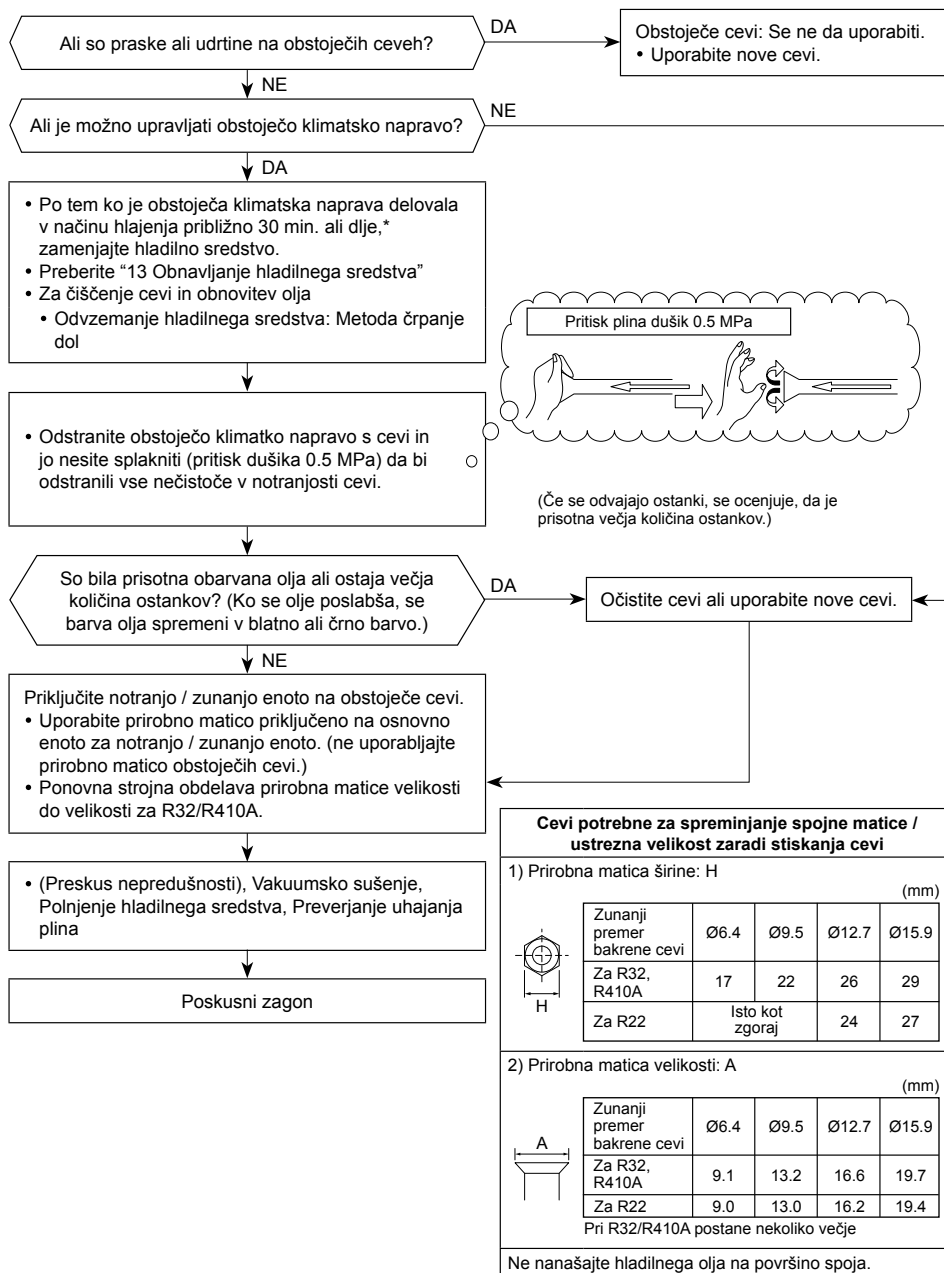 Ali so praske ali udrtine na obstoječih ceveh?
DA
Obstoječe cevi: Se ne da uporabiti.
• Uporabite nove cevi.
NE
Ali je možno upravljati obstoječo klimatsko napravo?
NE
DA
• Po tem ko je obstoječa klimatska naprava delovala
v načinu hlajenja približno 30 min. ali dlje,*
zamenjajte hladilno sredstvo.
• Preberite “13 Obnavljanje hladilnega sredstva”
• Za čiščenje cevi in obnovitev olja
• Odvzemanje hladilnega sredstva: Metoda črpanje
dol
Pritisk plina dušik 0.5 MPa
• Odstranite obstoječo klimatko napravo s cevi in
jo nesite splakniti (pritisk dušika 0.5 MPa) da bi
odstranili vse nečistoče v notranjosti cevi.
(Če se odvajajo ostanki, se ocenjuje, da je
prisotna večja količina ostankov.)
So bila prisotna obarvana olja ali ostaja večja
količina ostankov? (Ko se olje poslabša, se
barva olja spremeni v blatno ali črno barvo.)
DA
Očistite cevi ali uporabite nove cevi.
NE
Priključite notranjo / zunanjo enoto na obstoječe cevi.
• Uporabite prirobno matico priključeno na osnovno
enoto za notranjo / zunanjo enoto. (ne uporabljajte
prirobno matico obstoječih cevi.)
• Ponovna strojna obdelava prirobna matice velikosti
do velikosti za R32/R410A.
• (Preskus nepredušnosti), Vakuumsko sušenje,
Polnjenje hladilnega sredstva, Preverjanje uhajanja
plina
Poskusni zagon
Cevi potrebne za spreminjanje spojne matice /
ustrezna velikost zaradi stiskanja cevi
1) Prirobna matica širine: H
(mm)
H
Zunanji
premer
bakrene cevi
Ø6.4 Ø9.5 Ø12.7 Ø15.9
Za R32,
R410A
17 22 26 29
Za R22
Isto kot
zgoraj
24 27
2) Prirobna matica velikosti: A
(mm)
A
Zunanji
premer
bakrene cevi
Ø6.4 Ø9.5 Ø12.7 Ø15.9
Za R32,
R410A
9.1 13.2 16.6 19.7
Za R22 9.0 13.0 16.2 19.4
Pri R32/R410A postane nekoliko večje
Ne nanašajte hladilnega olja na površino spoja.